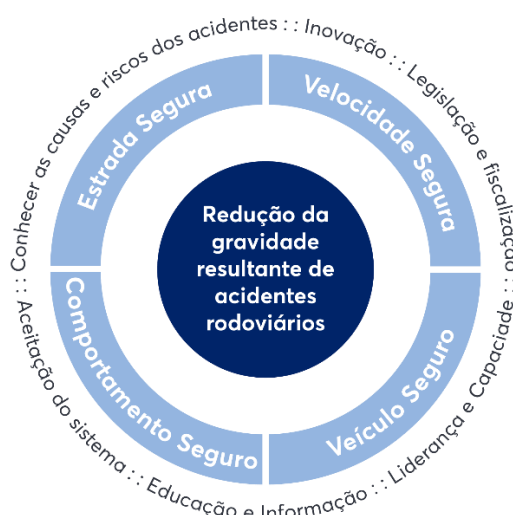 Conhecer as causas e riscos dos acidentes : : Inovação : : Legislação e fiscalização : : Liderança e Capaciade : : Educação e Informação : : Aceitação do sistema : :
Estrada Segura
Velocidade Segura
Redução da
gravidade
resultante de
acidentes
rodoviários
Comportamento Seguro
Veículo Seguro